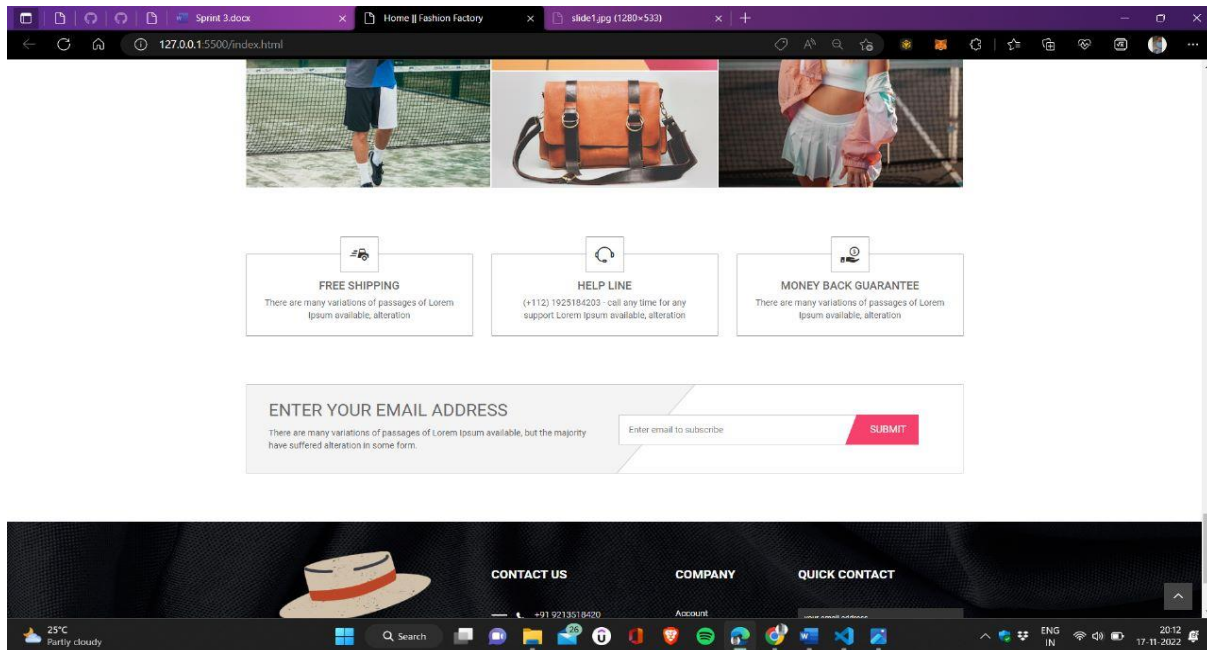 Sprint 3.docx
Home || Fashion Factory
slide1.jpg (1280×533)
127.0.0.1:5500/index.html
FREE SHIPPING
There are many variations of passages of Lorem
Ipsum available, alteration
HELP LINE
(+112) 1925184203 - call any time for any
support Lorem Ipsum available, alteration
MONEY BACK GUARANTEE
There are many variations of passages of Lorem
Ipsum available, alteration
ENTER YOUR EMAIL ADDRESS
There are many variations of passages of Lorem Ipsum available, but the majority
have suffered alteration in some form.
Enter email to subscribe
SUBMIT
CONTACT US
COMPANY
QUICK CONTACT
+91 9213518420
Account
your email address
25°C
Partly cloudy
Search
26
ENG
IN
20:12
17-11-2022